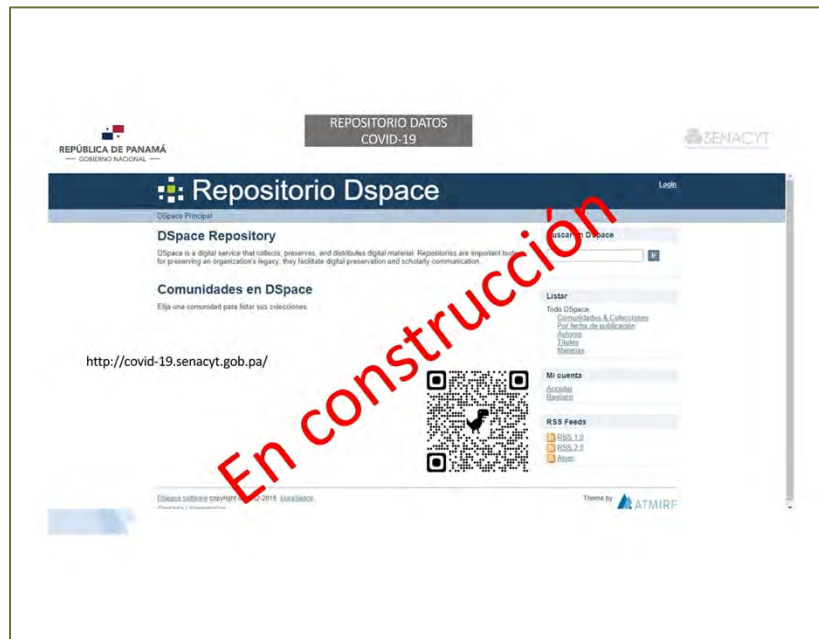 REPOSITORIO DATOS
COVID-19
REPÚBLICA DE PANAMÁ
— GOBIERNO NACIONAL —
SENACYT
Repositorio Dspace
Login
DSpace Principal
DSpace Repository
DSpace is a digital service that collects, preserves, and distributes digital material. Repositories are important tools
for preserving an organization's legacy; they facilitate digital preservation and scholarly communication.
Comunidades en DSpace
Elija una comunidad para listar sus colecciones
Buscar en Dspace
Ir
Listar
Todo DSpace
Comunidades & Colecciones
Por fecha de publicación
Autores
Títulos
Materias
http://covid-19.senacyt.gob.pa/
Mi cuenta
Acceder
Registro
RSS Feeds
RSS 1.0
RSS 2.0
Atom
En construcción
DSpace software copyright 2016 DuraSpace
Theme by ATMIRE